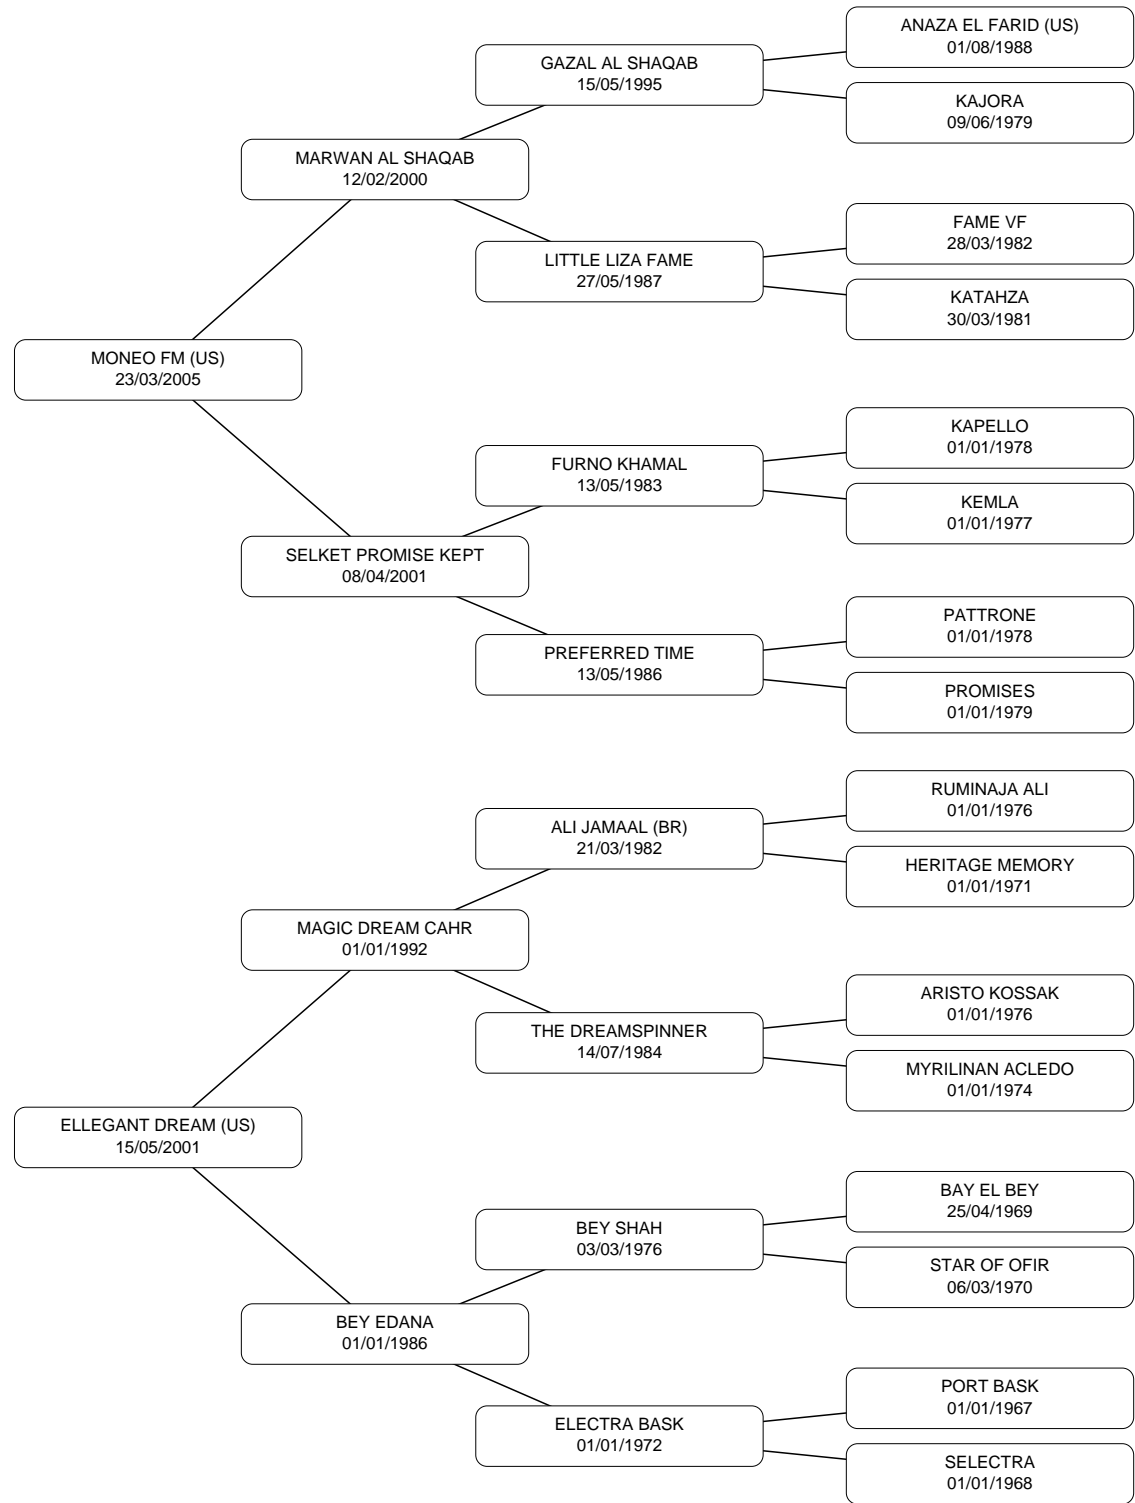 ANAZA EL FARID (US)
01/08/1988
GAZAL AL SHAQAB
15/05/1995
KAJORA
09/06/1979
MARWAN AL SHAQAB
12/02/2000
FAME VF
28/03/1982
LITTLE LIZA FAME
27/05/1987
KATAHZA
30/03/1981
MONEO FM (US)
23/03/2005
KAPELLO
01/01/1978
FURNO KHAMAL
13/05/1983
KEMLA
01/01/1977
SELKET PROMISE KEPT
08/04/2001
PATTRONE
01/01/1978
PREFERRED TIME
13/05/1986
PROMISES
01/01/1979
RUMINAJA ALI
01/01/1976
ALI JAMAAL (BR)
21/03/1982
HERITAGE MEMORY
01/01/1971
MAGIC DREAM CAHR
01/01/1992
ARISTO KOSSAK
01/01/1976
THE DREAMSPINNER
14/07/1984
MYRILINAN ACLEDO
01/01/1974
ELLEGANT DREAM (US)
15/05/2001
BAY EL BEY
25/04/1969
BEY SHAH
03/03/1976
STAR OF OFIR
06/03/1970
BEY EDANA
01/01/1986
PORT BASK
01/01/1967
ELECTRA BASK
01/01/1972
SELECTRA
01/01/1968